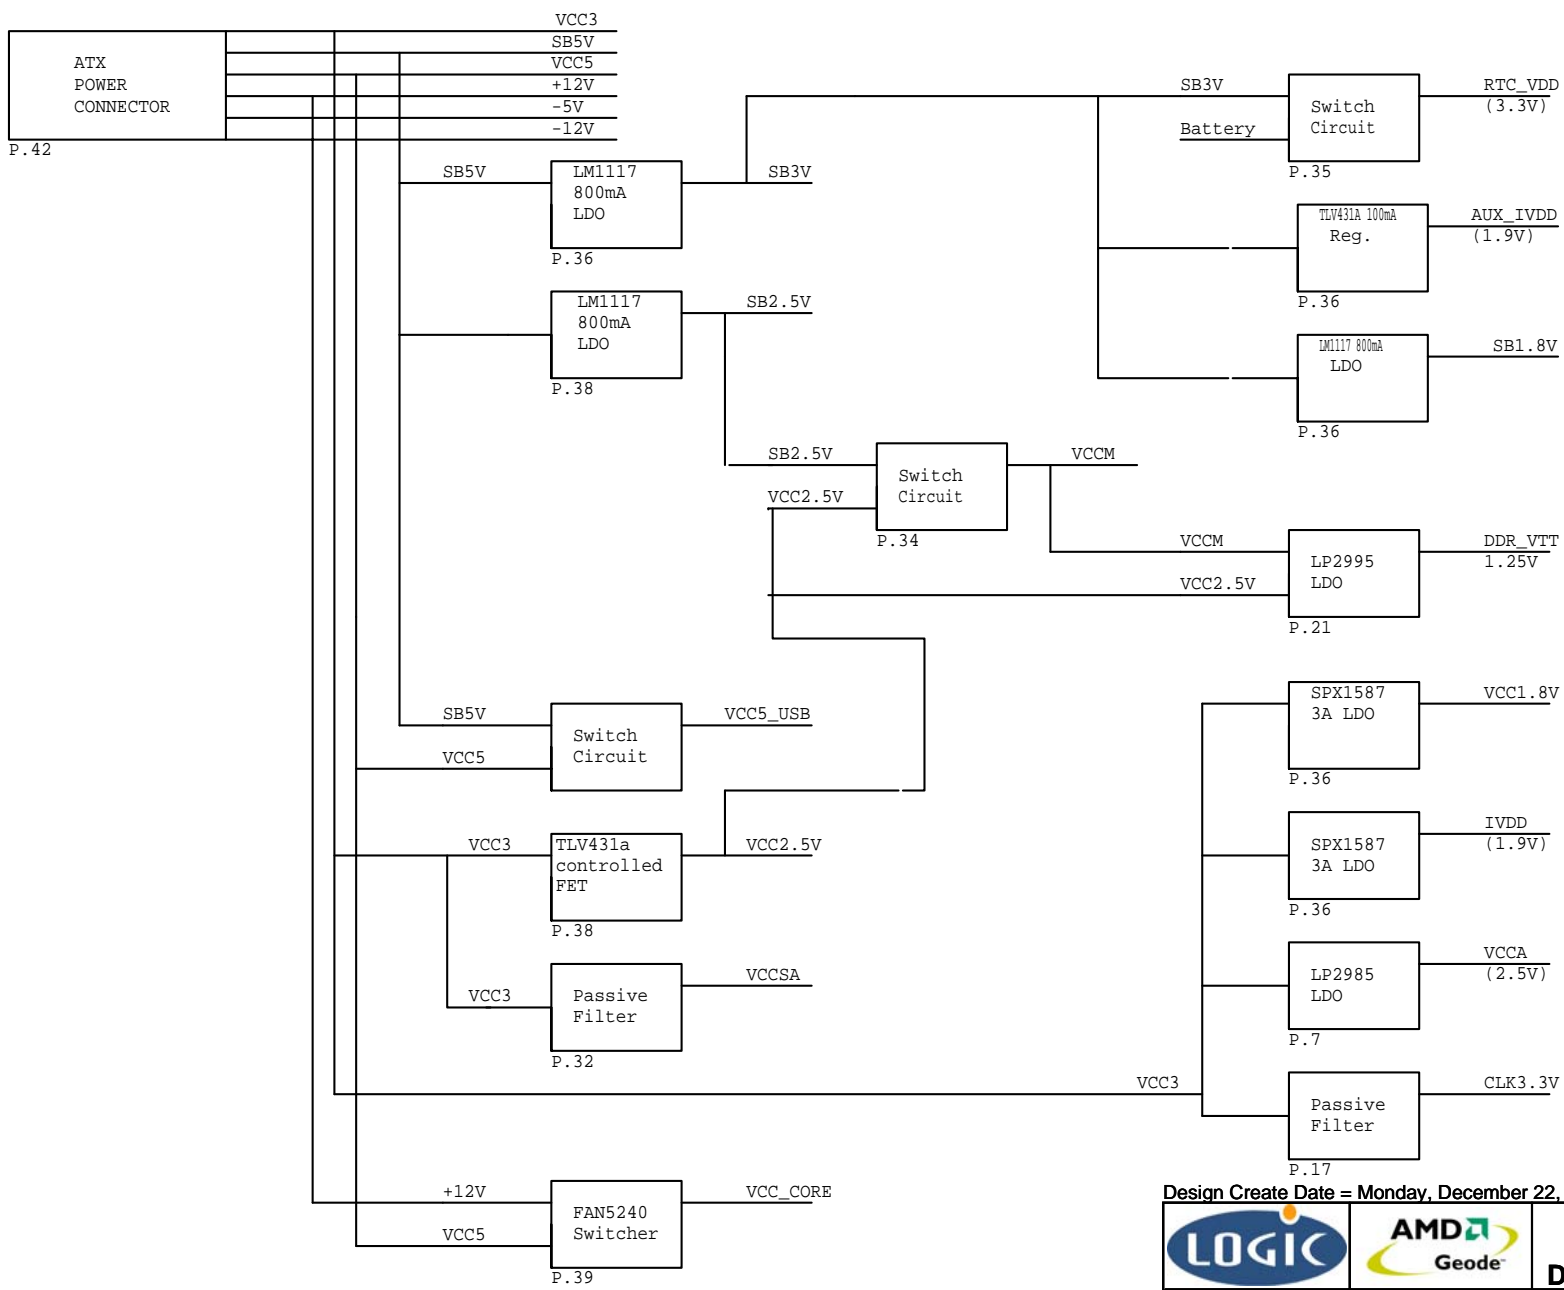 VCC3
SB5V
ATX
VCC5
POWER
+12V
CONNECTOR
-5V
-12V
P.42
SB3V
Switch
Circuit
RTC_VDD
(3.3V)
Battery
P.35
SB5V
LM1117
800mA
LDO
SB3V
P.36
TLV431A 100mA
Reg.
AUX_IVDD
(1.9V)
P.36
LM1117
800mA
LDO
SB2.5V
P.38
LM1117 800mA
LDO
SB1.8V
P.36
SB2.5V
Switch
Circuit
VCCM
VCC2.5V
P.34
VCCM
LP2995
LDO
DDR_VTT
1.25V
VCC2.5V
P.21
SB5V
Switch
Circuit
VCC5_USB
VCC5
SPX1587
3A LDO
VCC1.8V
P.36
VCC3
TLV431a
controlled
FET
VCC2.5V
P.38
SPX1587
3A LDO
IVDD
(1.9V)
P.36
VCC3
Passive
Filter
VCCSA
P.32
LP2985
LDO
VCCA
(2.5V)
P.7
VCC3
Passive
Filter
CLK3.3V
P.17
+12V
FAN5240
Switcher
VCC_CORE
VCC5
P.39
Design Create Date = Monday, December 22,
LOGIC
AMD
Geode™
D